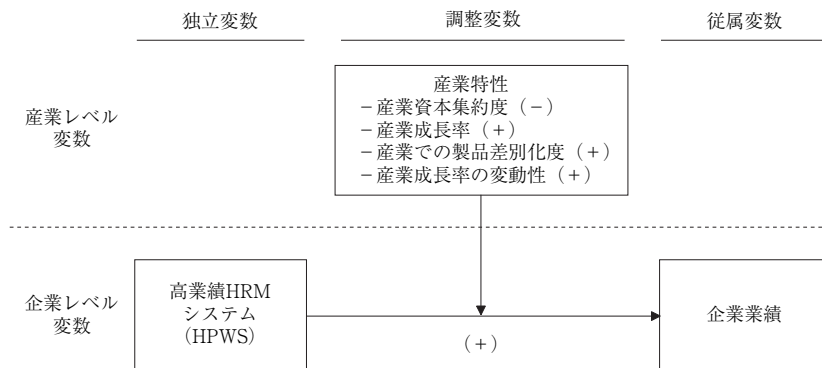 独立変数
調整変数
従属変数
産業レベル
変数
産業特性
－産業資本集約度（－）
－産業成長率（+）
－産業での製品差別化度（+）
－産業成長率の変動性（+）
企業レベル
変数
高業績HRM
システム
(HPWS)
（+）
企業業績